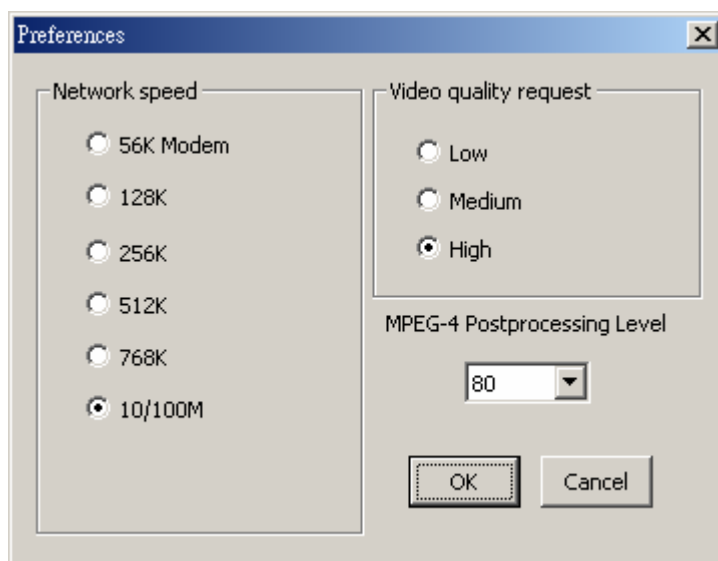 Preferences
Network speed
56K Modem
128K
256K
512K
768K
10/100M
Video quality request
Low
Medium
High
MPEG-4 Postprocessing Level
80
OK
Cancel